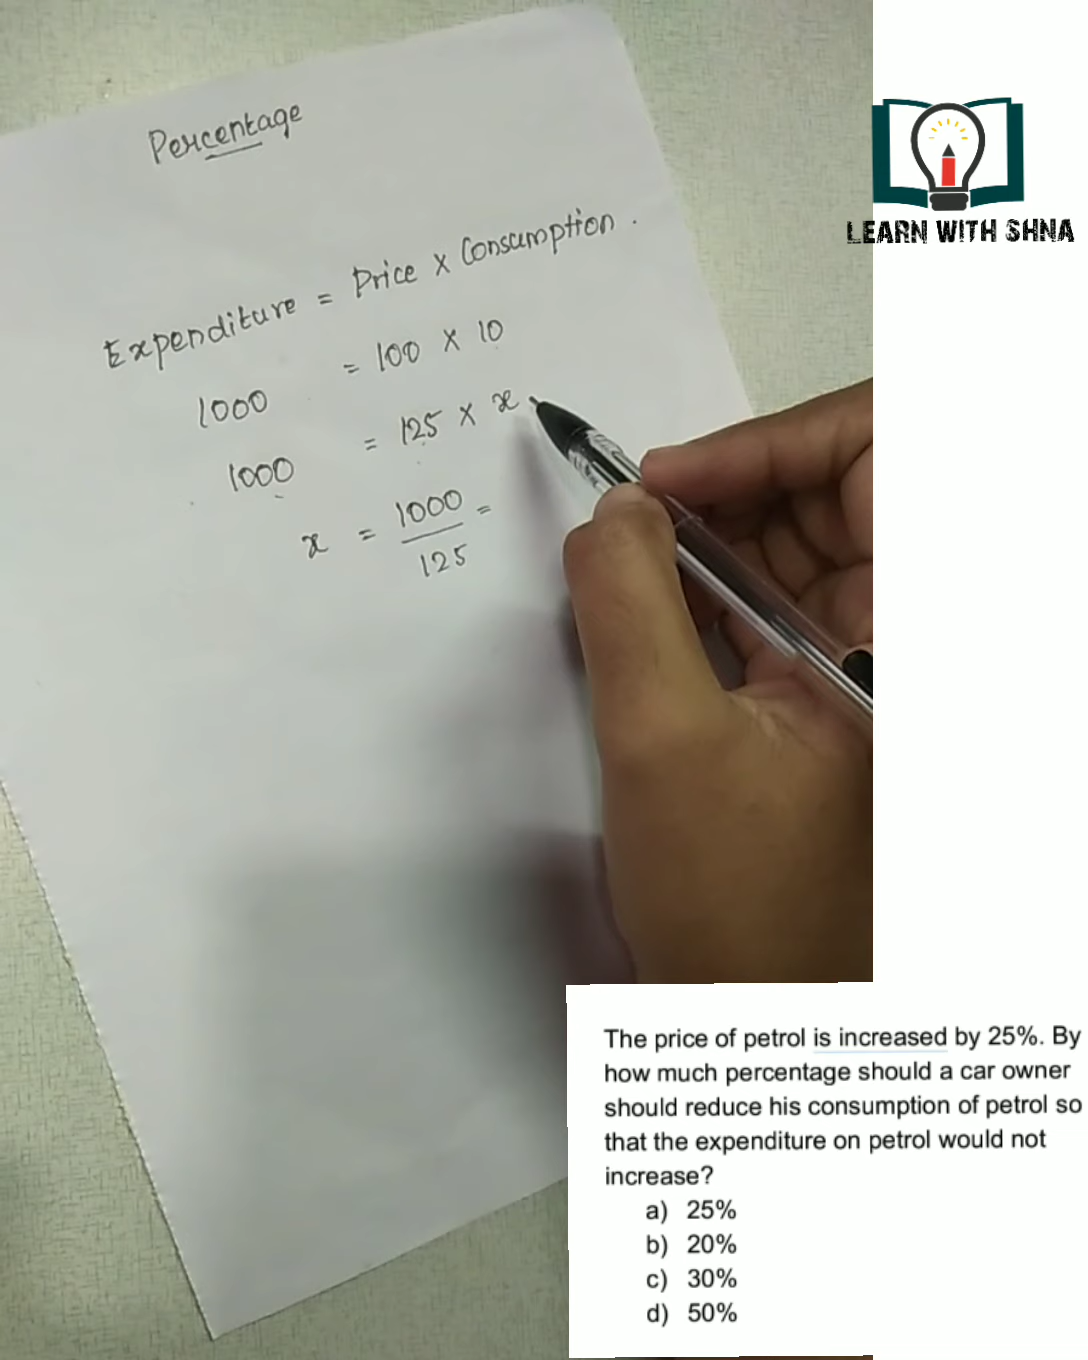 Percentage
Expenditure = Price × Consumption.
1000 = 100 × 10
1000 = 125 × x
x = 1000/125 =
LEARN WITH SHNA
The price of petrol is increased by 25%. By
how much percentage should a car owner
should reduce his consumption of petrol so
that the expenditure on petrol would not
increase?
a) 25%
b) 20%
c) 30%
d) 50%